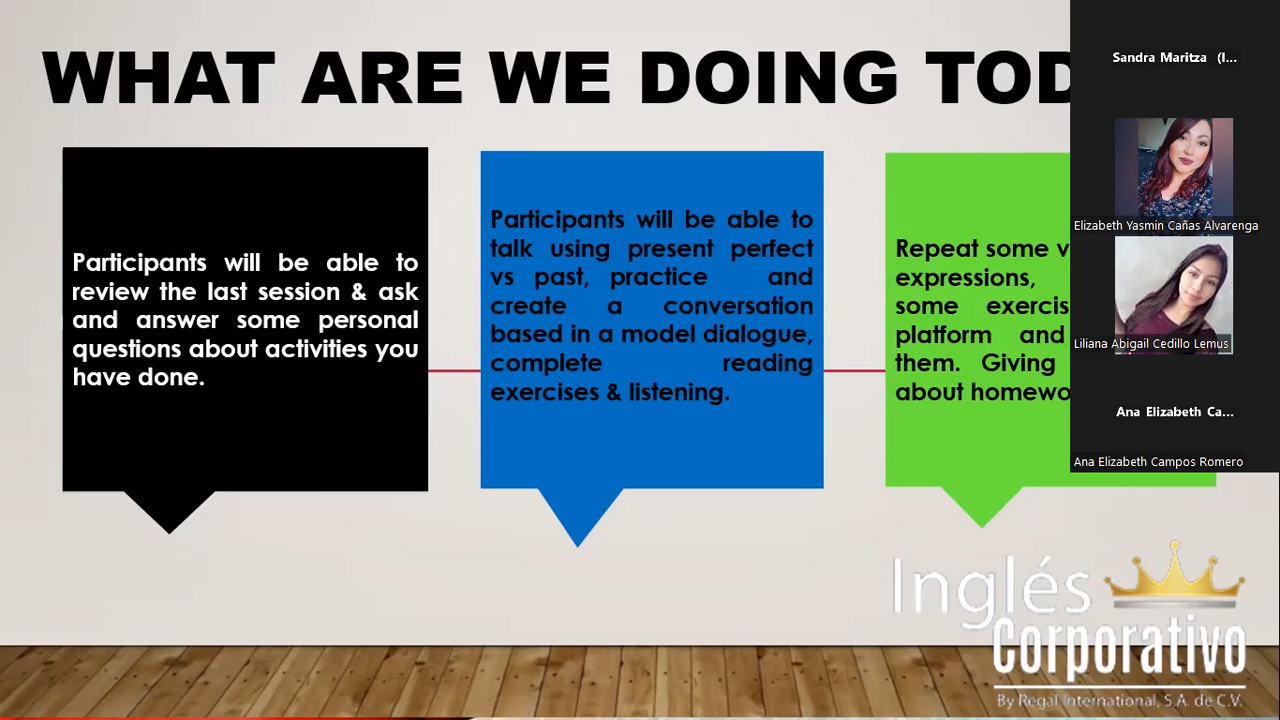 WHAT ARE WE DOING TOD
Participants will be able to
review the last session & ask
and answer some personal
questions about activities you
have done.
Participants will be able to
talk using present perfect
vs past, practice and
create a conversation
based in a model dialogue,
complete reading
exercises & listening.
Repeat some v
expressions,
some exercis
platform and
them. Giving
about homewo
Sandra Maritza (I...
Elizabeth Yasmin Cañas Alvarenga
Liliana Abigail Cedillo Lemus
Ana Elizabeth Ca...
Ana Elizabeth Campos Romero
Inglés
Corporativo
By Regal International, S.A. de C.V.